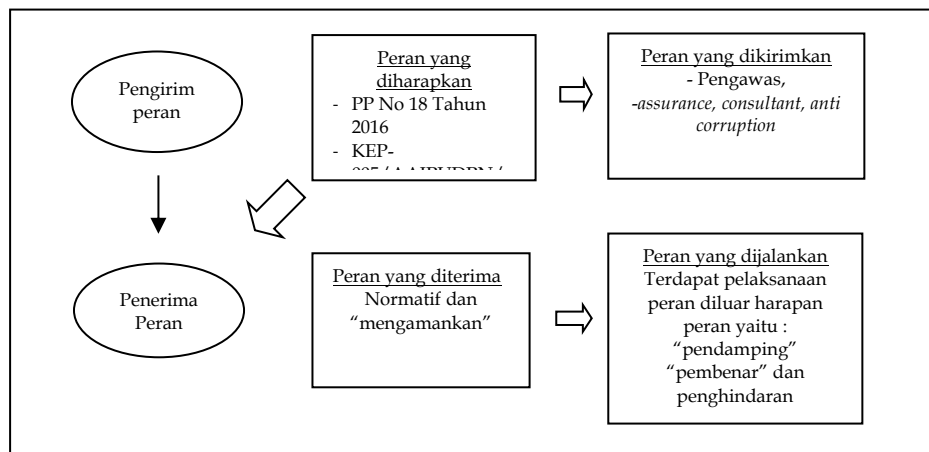 Pengirim
peran
Peran yang
diharapkan
- PP No 18 Tahun
2016
- KEP-
Peran yang dikirimkan
- Pengawas,
-assurance, consultant, anti
corruption
Penerima
Peran
Peran yang diterima
Normatif dan
“mengamankan”
Peran yang dijalankan
Terdapat pelaksanaan
peran diluar harapan
peran yaitu :
“pendamping”
“pembenar” dan
penghindaran